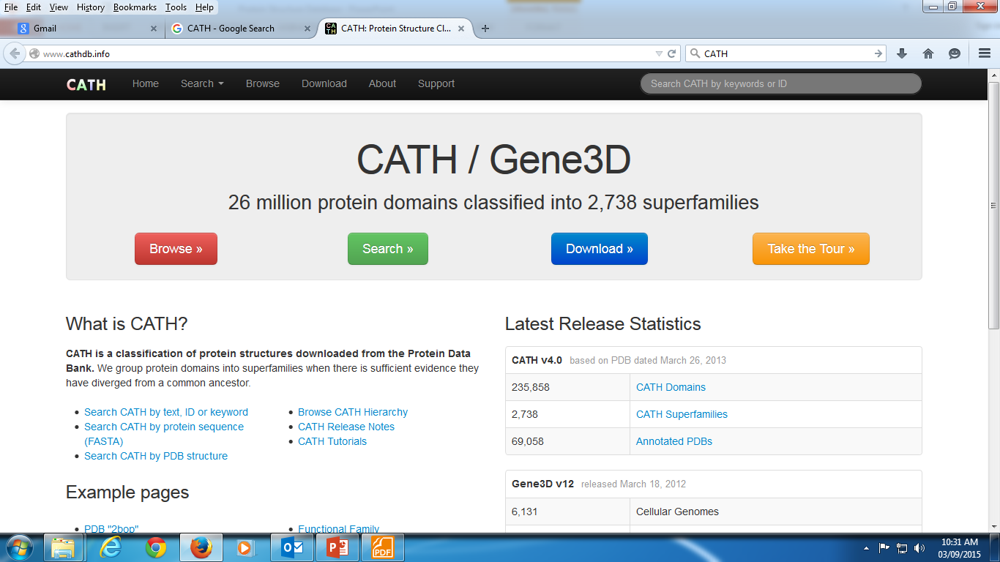 File Edit View History Bookmarks Tools Help
Gmail
CATH - Google Search
CATH: Protein Structure Cl...
www.cathdb.info
CATH
CATH Home Search Browse Download About Support
Search CATH by keywords or ID
CATH / Gene3D
26 million protein domains classified into 2,738 superfamilies
Browse »
Search »
Download »
Take the Tour »
What is CATH?
CATH is a classification of protein structures downloaded from the Protein Data
Bank. We group protein domains into superfamilies when there is sufficient evidence they
have diverged from a common ancestor.
Search CATH by text, ID or keyword
Search CATH by protein sequence
(FASTA)
Search CATH by PDB structure
Browse CATH Hierarchy
CATH Release Notes
CATH Tutorials
Example pages
PDB "2bop"
Functional Family
Latest Release Statistics
CATH v4.0 based on PDB dated March 26, 2013
235,858 CATH Domains
2,738 CATH Superfamilies
69,058 Annotated PDBs
Gene3D v12 released March 18, 2012
6,131 Cellular Genomes
PDF
10:31 AM
03/09/2015